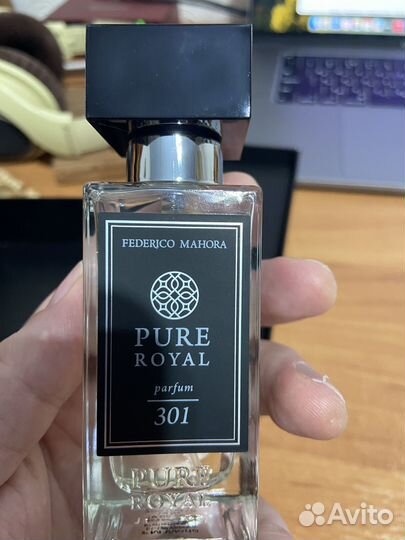 FEDERICO MAHORA
PURE
ROYAL
parfum
301
PURE
ROYAL
Avito